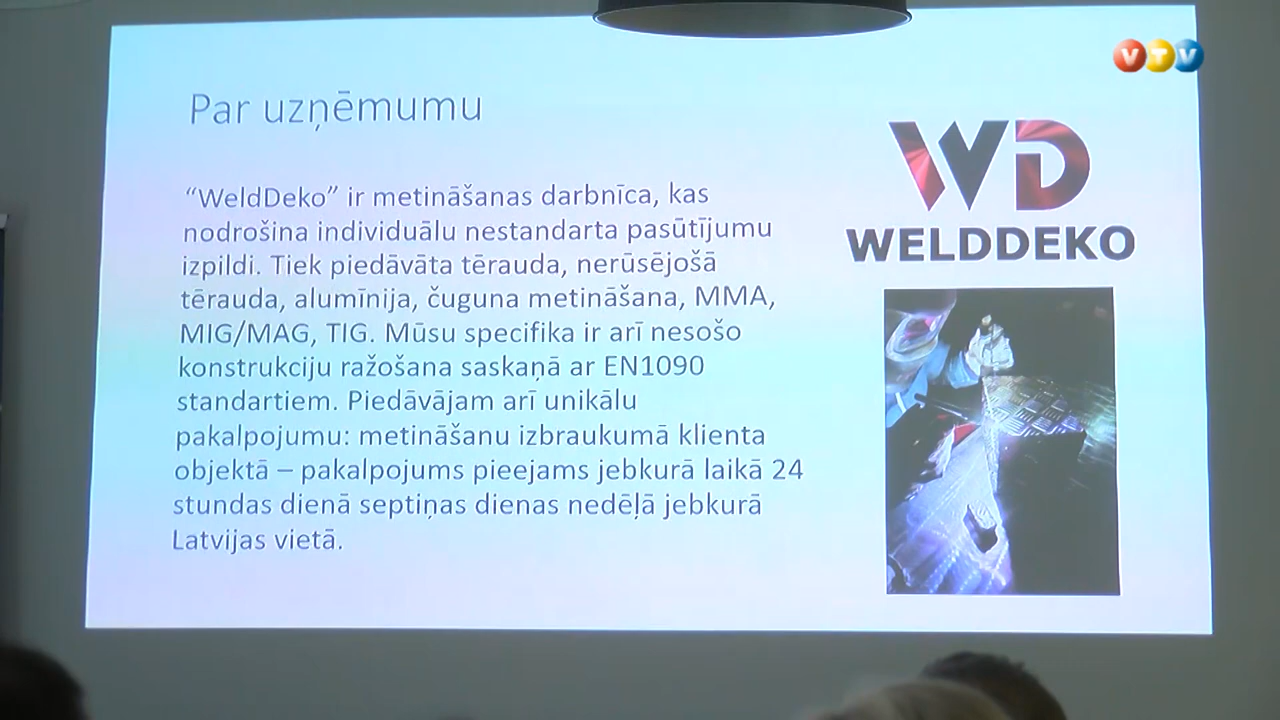 VTV
Par uzņēmumu
WD
WELDDEKO
“WeldDeko” ir metināšanas darbnīca, kas
nodrošina individuālu nestandarta pasūtījumu
izpildi. Tiek piedāvāta tērauda, nerūsējošā
tērauda, alumīnija, čuguna metināšana, MMA,
MIG/MAG, TIG. Mūsu specifika ir arī nesošo
konstrukciju ražošana saskaņā ar EN1090
standartiem. Piedāvājam arī unikālu
pakalpojumu: metināšanu izbraukumā klienta
objektā – pakalpojums pieejams jebkurā laikā 24
stundas dienā septiņas dienas nedēļā jebkurā
Latvijas vietā.